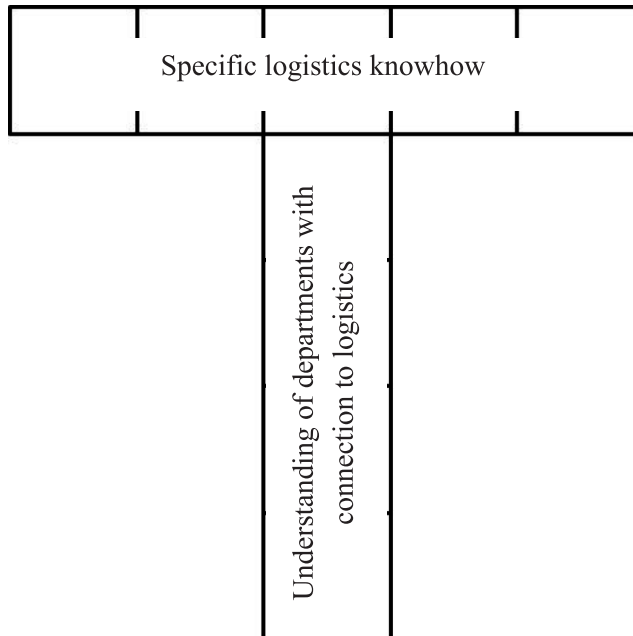 Specific logistics knowhow
Understanding of departments with
connection to logistics